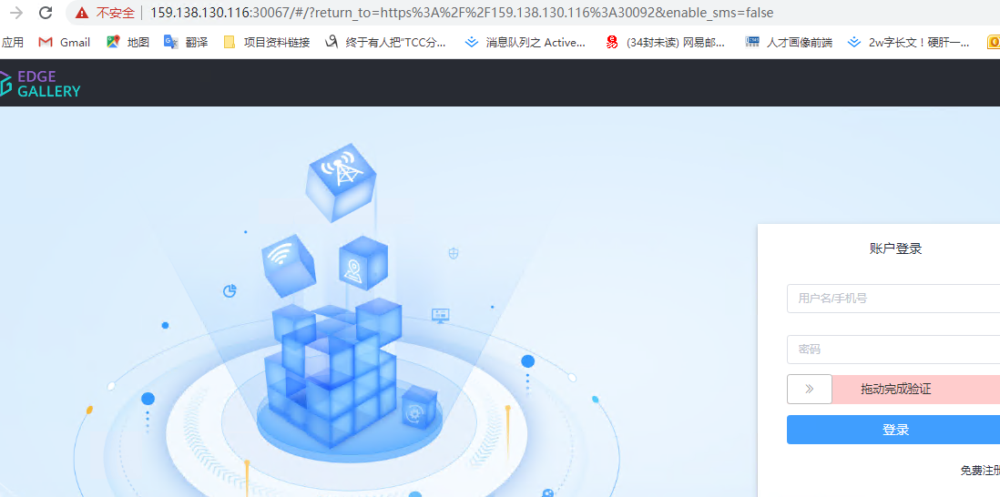 不安全 159.138.130.116:30067/#/?return_to=https%3A%2F%2F159.138.130.116%3A30092&enable_sms=false
应用 Gmail 地图 翻译 项目资料链接 终于有人把“TCC分... 消息队列之 Active... (34封未读) 网易邮... 人才画像前端 2w字长文！硬肝一...
EDGE
GALLERY
账户登录
用户名/手机号
密码
拖动完成验证
登录
免费注册